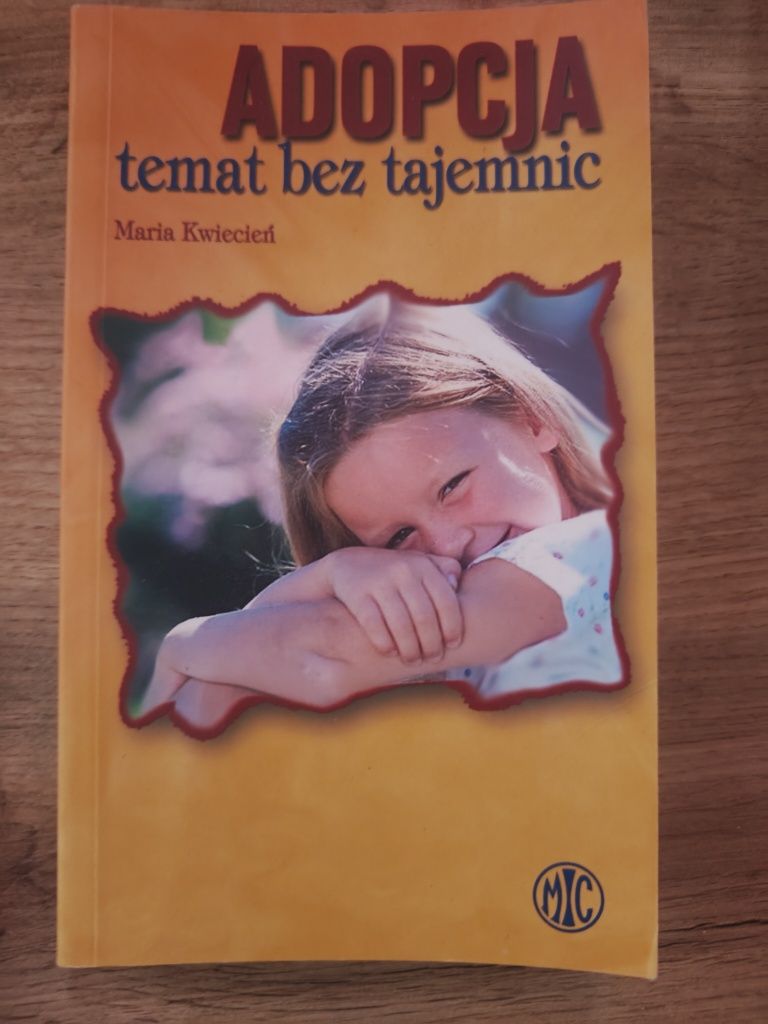 ADOPCJA
temat bez tajemnic
Maria Kwiecień
MIC